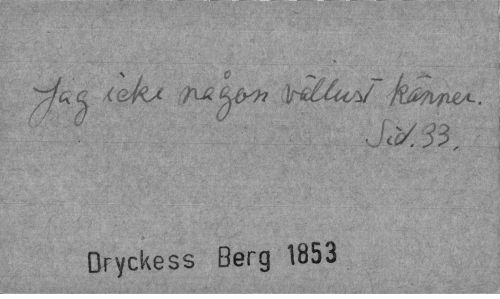 Jag icke någon vällust känner.
Sid. 33.
Dryckess Berg 1853